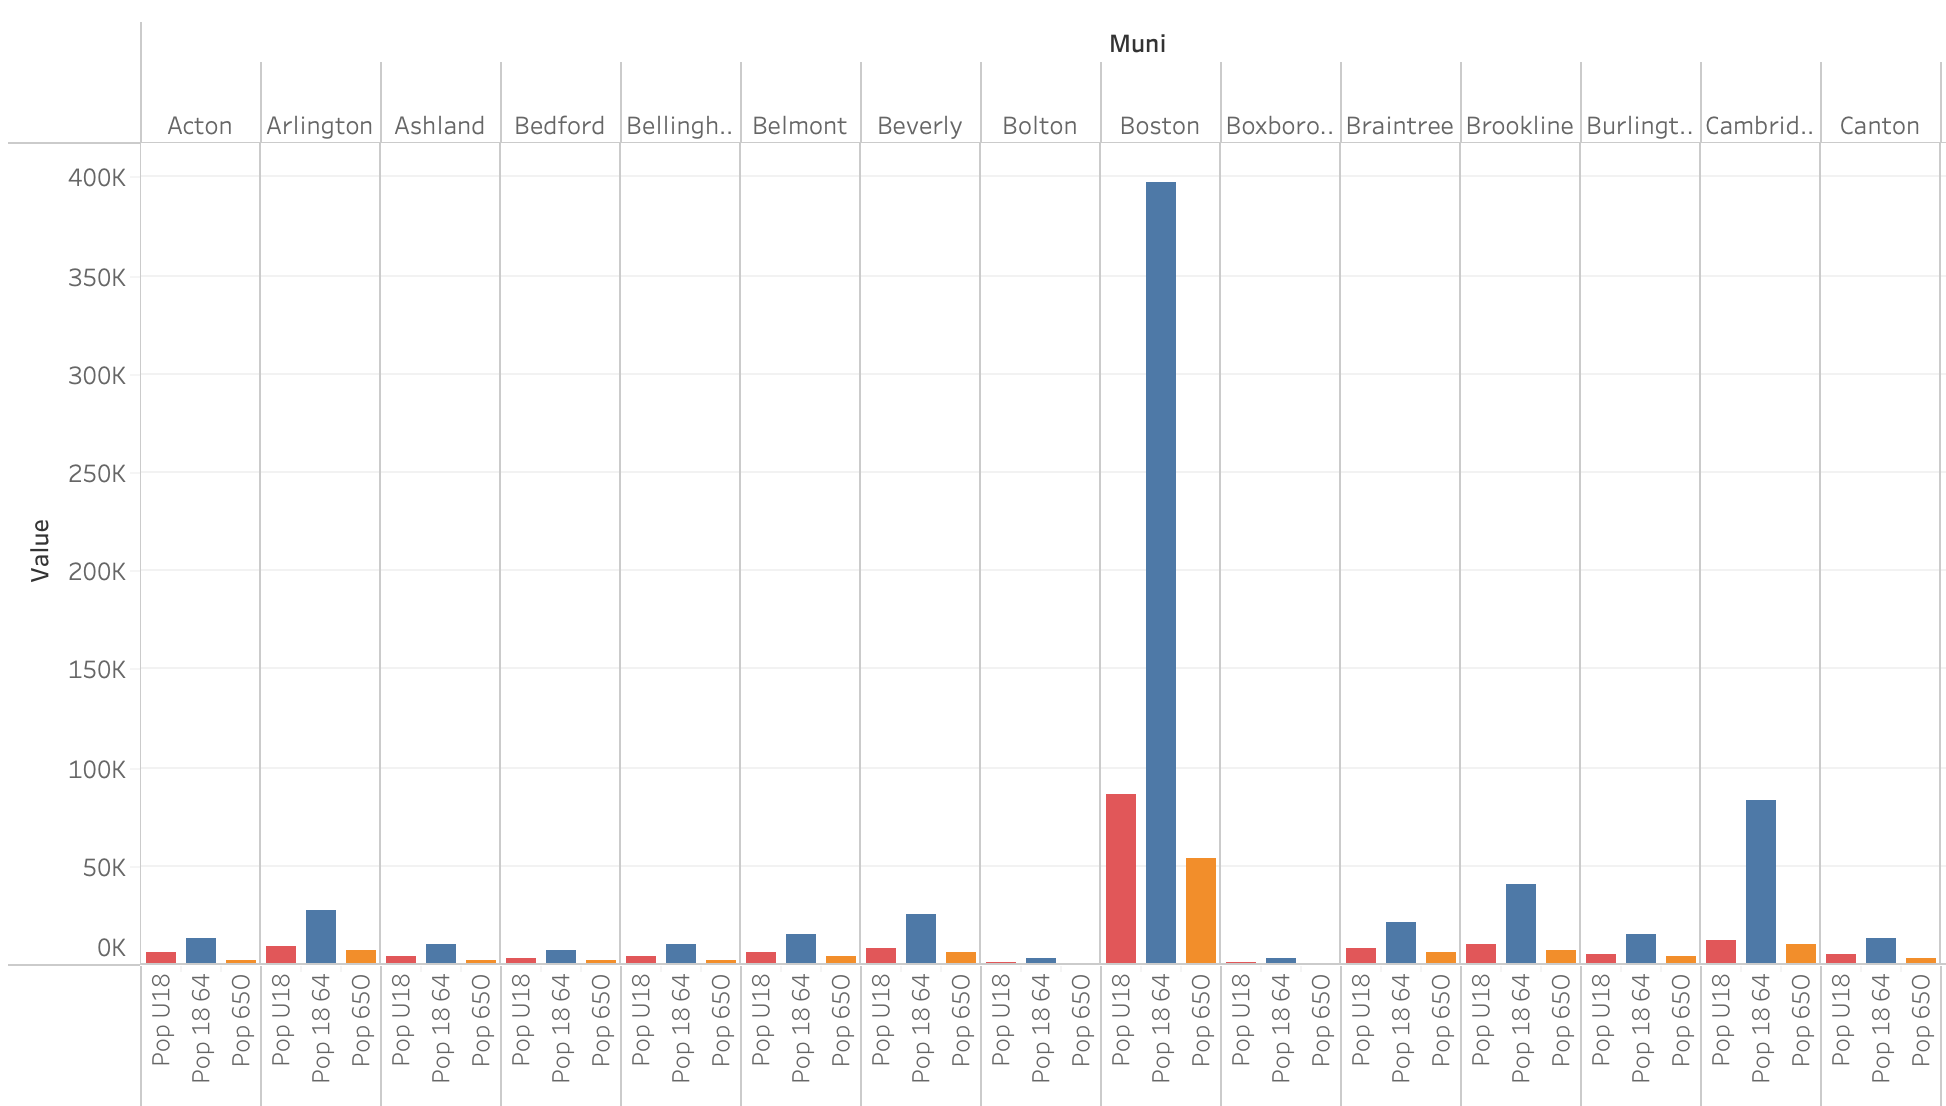 Muni
Acton Arlington Ashland Bedford Bellingh.. Belmont Beverly Bolton Boston Boxboro.. Braintree Brookline Burlingt.. Cambrid.. Canton
400K
350K
300K
250K
200K
150K
100K
50K
0K
Value
Pop U18 Pop 18 64 Pop 65O Pop U18 Pop 18 64 Pop 65O Pop U18 Pop 18 64 Pop 65O Pop U18 Pop 18 64 Pop 65O Pop U18 Pop 18 64 Pop 65O Pop U18 Pop 18 64 Pop 65O Pop U18 Pop 18 64 Pop 65O Pop U18 Pop 18 64 Pop 65O Pop U18 Pop 18 64 Pop 65O Pop U18 Pop 18 64 Pop 65O Pop U18 Pop 18 64 Pop 65O Pop U18 Pop 18 64 Pop 65O Pop U18 Pop 18 64 Pop 65O Pop U18 Pop 18 64 Pop 65O Pop U18 Pop 18 64 Pop 65O